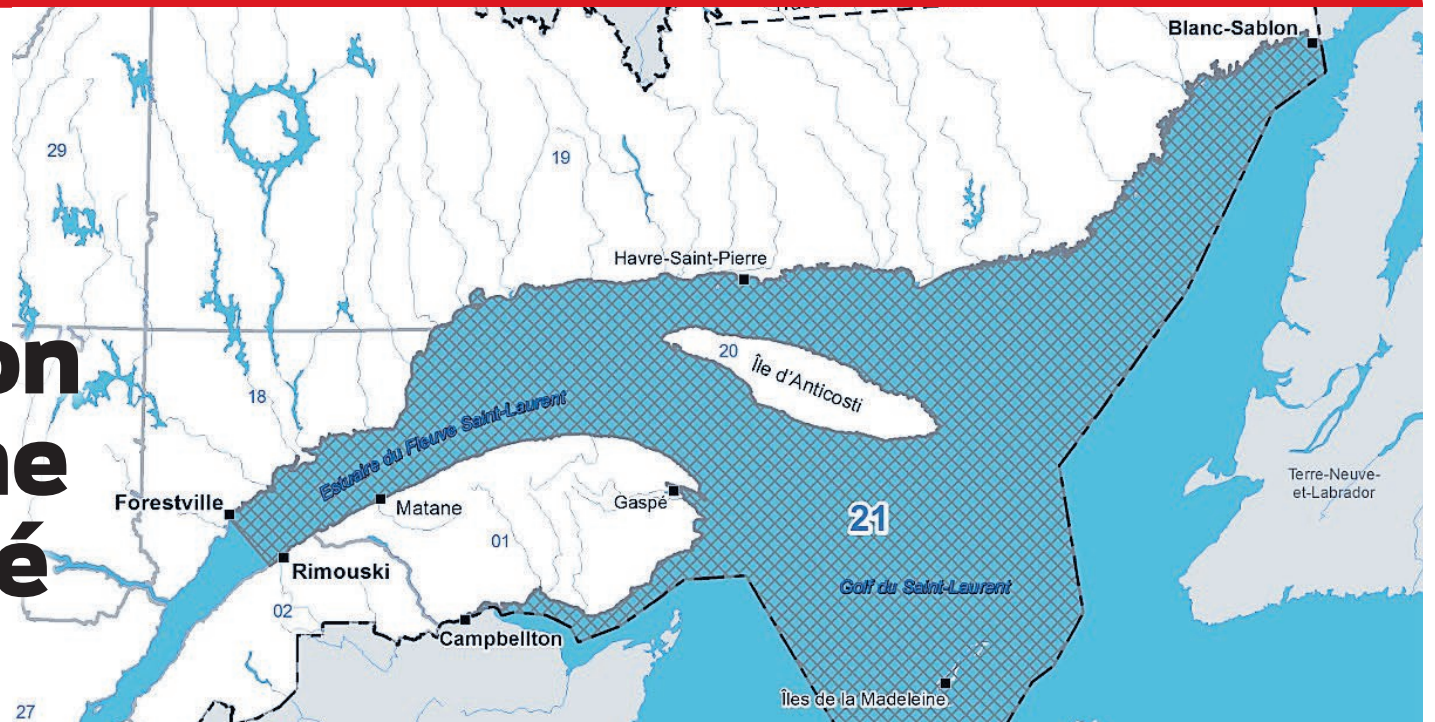 Blanc-Sablon
29
19
Havre-Saint-Pierre
20
Île d'Anticosti
on
18
Estuaire du Fleuve Saint-Laurent
ne
Terre-Neuve-
et-Labrador
Forestville
Matane
Gaspé
21
01
é
Rimouski
Golf du Saint-Laurent
02
Campbellton
Îles de la Madeleine
27